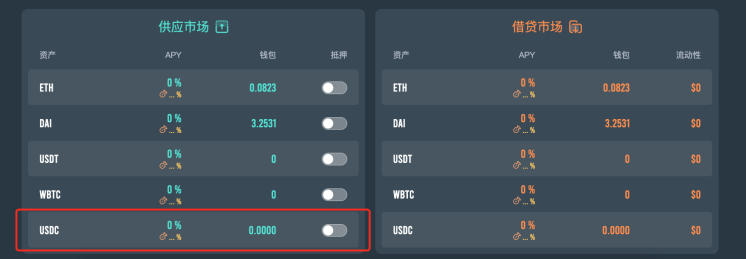 供应市场
资产 APY 钱包 抵押
ETH 0 % 0.0823
... %
DAI 0 % 3.2531
... %
USDT 0 % 0
... %
WBTC 0 % 0
... %
USDC 0 % 0.0000
... %
借贷市场
资产 APY 钱包 流动性
ETH 0 % 0.0823 $0
... %
DAI 0 % 3.2531 $0
... %
USDT 0 % 0 $0
... %
WBTC 0 % 0 $0
... %
USDC 0 % 0.0000 $0
... %